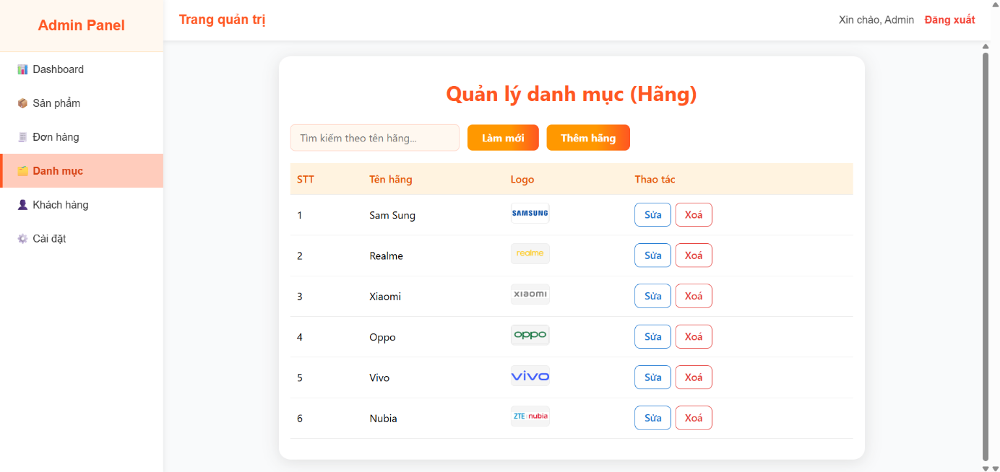 Admin Panel
Trang quản trị
Xin chào, Admin Đăng xuất
Dashboard
Sản phẩm
Đơn hàng
Danh mục
Khách hàng
Cài đặt
Quản lý danh mục (Hãng)
Tìm kiếm theo tên hãng... Làm mới Thêm hãng
STT Tên hãng Logo Thao tác
1 Sam Sung SAMSUNG Sửa Xoá
2 Realme realme Sửa Xoá
3 Xiaomi xiaomi Sửa Xoá
4 Oppo oppo Sửa Xoá
5 Vivo vivo Sửa Xoá
6 Nubia ZTE nubia Sửa Xoá